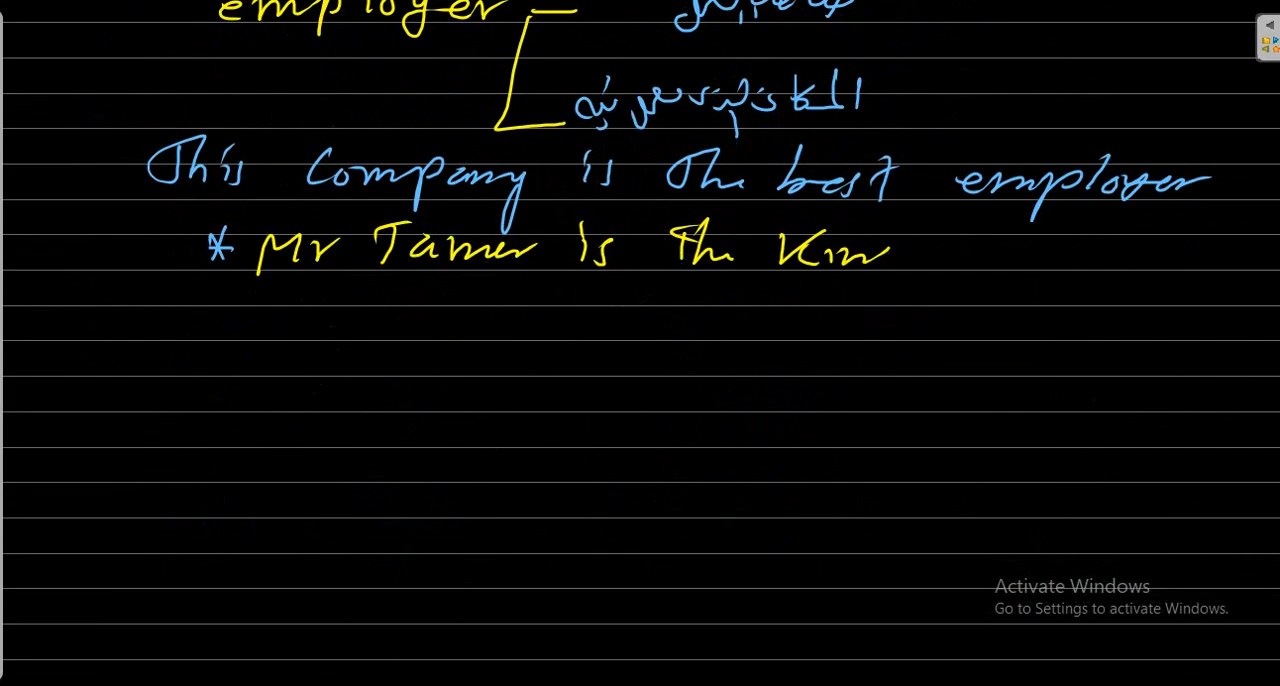 employer
This company is the best employer
* Mr Tamer is the Kin
Activate Windows
Go to Settings to activate Windows.